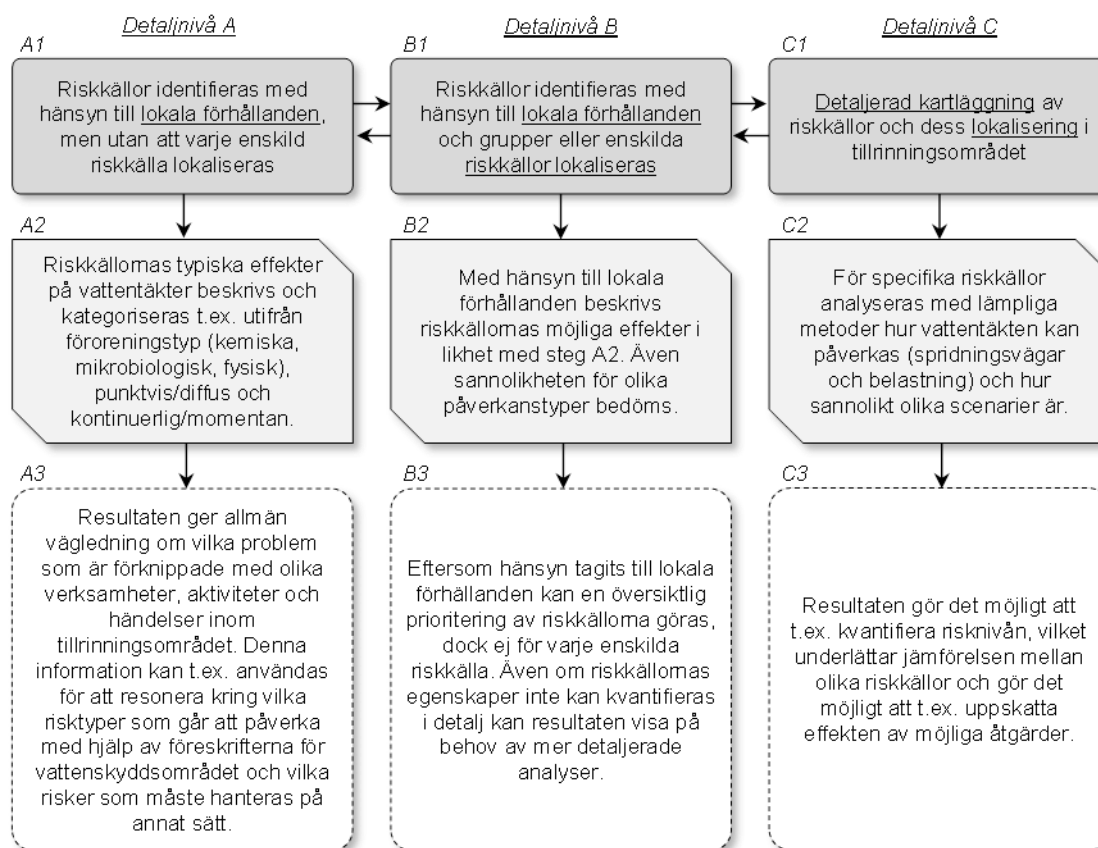 Detaljnivå A
A1
Riskkällor identifieras med
hänsyn till lokala förhållanden,
men utan att varje enskild
riskkälla lokaliseras
A2
Riskkällornas typiska effekter
på vattentäkter beskrivs och
kategoriseras t.ex. utifrån
föroreningstyp (kemiska,
mikrobiologisk, fysisk),
punktvis/diffus och
kontinuerlig/momentan.
A3
Resultaten ger allmän
vägledning om vilka problem
som är förknippade med olika
verksamheter, aktiviteter och
händelser inom
tillrinningsområdet. Denna
information kan t.ex. användas
för att resonera kring vilka
risktyper som går att påverka
med hjälp av föreskrifterna för
vattenskyddsområdet och vilka
risker som måste hanteras på
annat sätt.
Detaljnivå B
B1
Riskkällor identifieras med
hänsyn till lokala förhållanden
och grupper eller enskilda
riskkällor lokaliseras
B2
Med hänsyn till lokala
förhållanden beskrivs
riskkällornas möjliga effekter i
likhet med steg A2. Även
sannolikheten för olika
påverkanstyper bedöms.
B3
Eftersom hänsyn tagits till lokala
förhållanden kan en översiktlig
prioritering av riskkällorna göras,
dock ej för varje enskilda
riskkälla. Även om riskkällornas
egenskaper inte kan kvantifieras
i detalj kan resultaten visa på
behov av mer detaljerade
analyser.
Detaljnivå C
C1
Detaljerad kartläggning av
riskkällor och dess lokalisering i
tillrinningsområdet
C2
För specifika riskkällor
analyseras med lämpliga
metoder hur vattentäkten kan
påverkas (spridningsvägar
och belastning) och hur
sannolikt olika scenarier är.
C3
Resultaten gör det möjligt att
t.ex. kvantifiera risknivån, vilket
underlättar jämförelsen mellan
olika riskkällor och gör det
möjligt att t.ex. uppskatta
effekten av möjliga åtgärder.